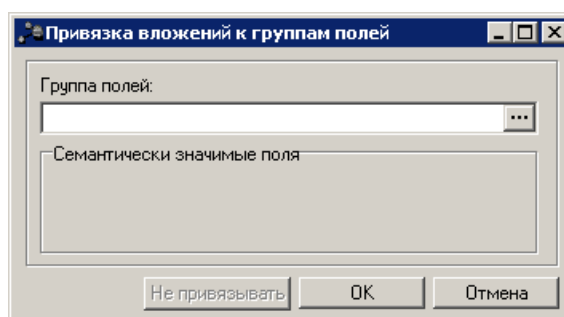 Привязка вложений к группам полей
Группа полей:
...
Семантически значимые поля
Не привязывать
OK
Отмена